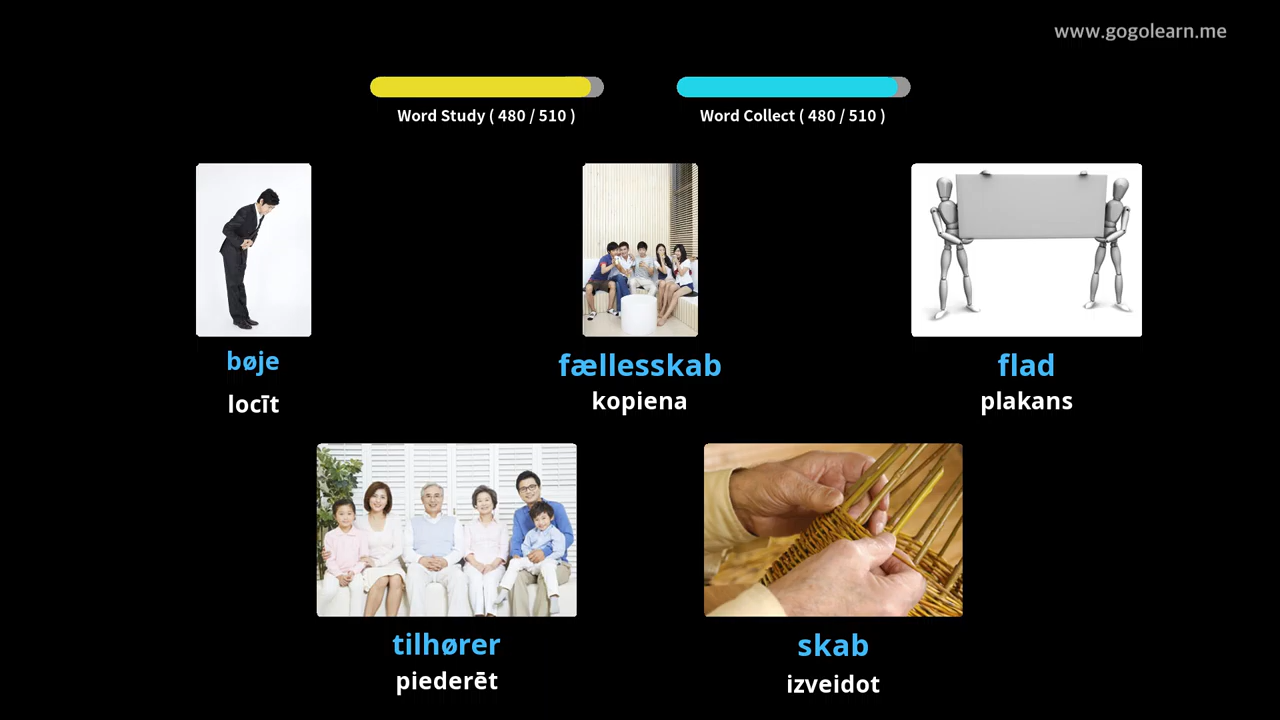 www.gogolearn.me
Word Study ( 480 / 510 )
Word Collect ( 480 / 510 )
bøje
locīt
fællesskab
kopiena
flad
plakans
tilhører
piederēt
skab
izveidot